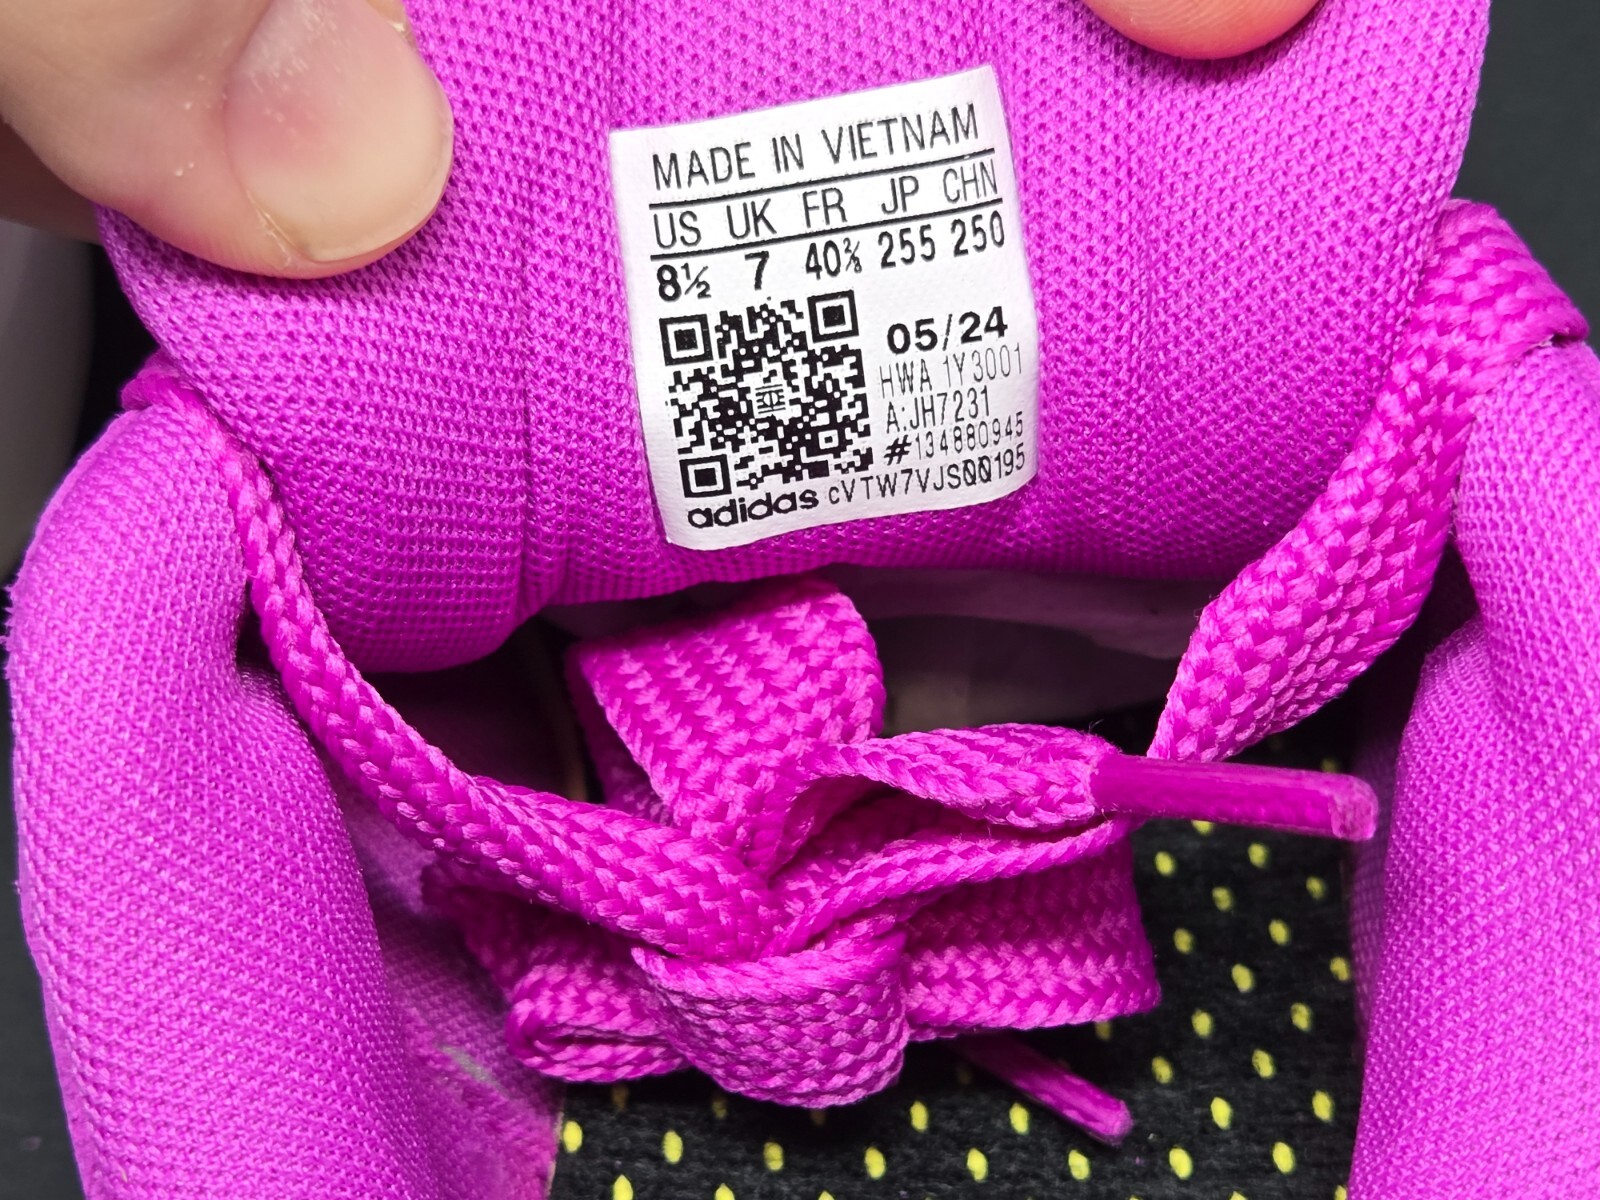 MADE IN VIETNAM
US UK FR JP CHN
8½ 7 40⅔ 255 250
05/24
HWA 1Y3001
A:JH7231
#134880945
adidas cVTW7VJSQQ195